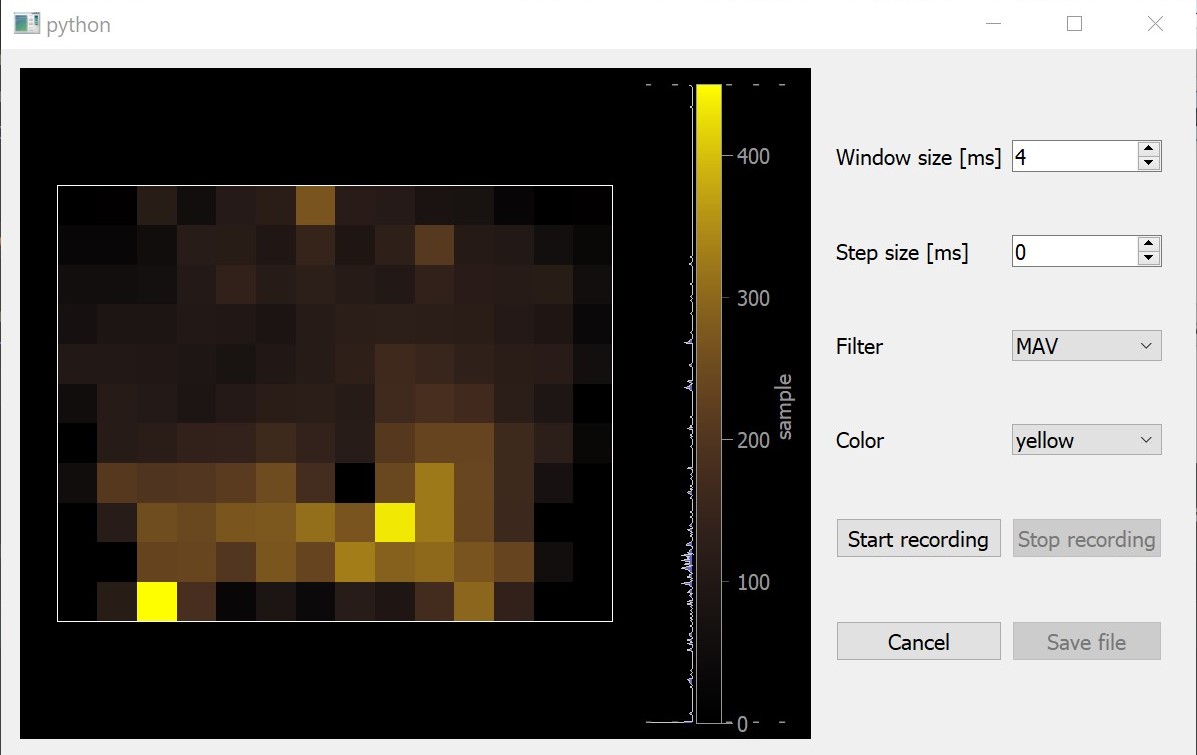 python
Window size [ms] 4
Step size [ms] 0
Filter MAV
Color yellow
Start recording Stop recording
Cancel Save file
400
300
200
100
0
sample